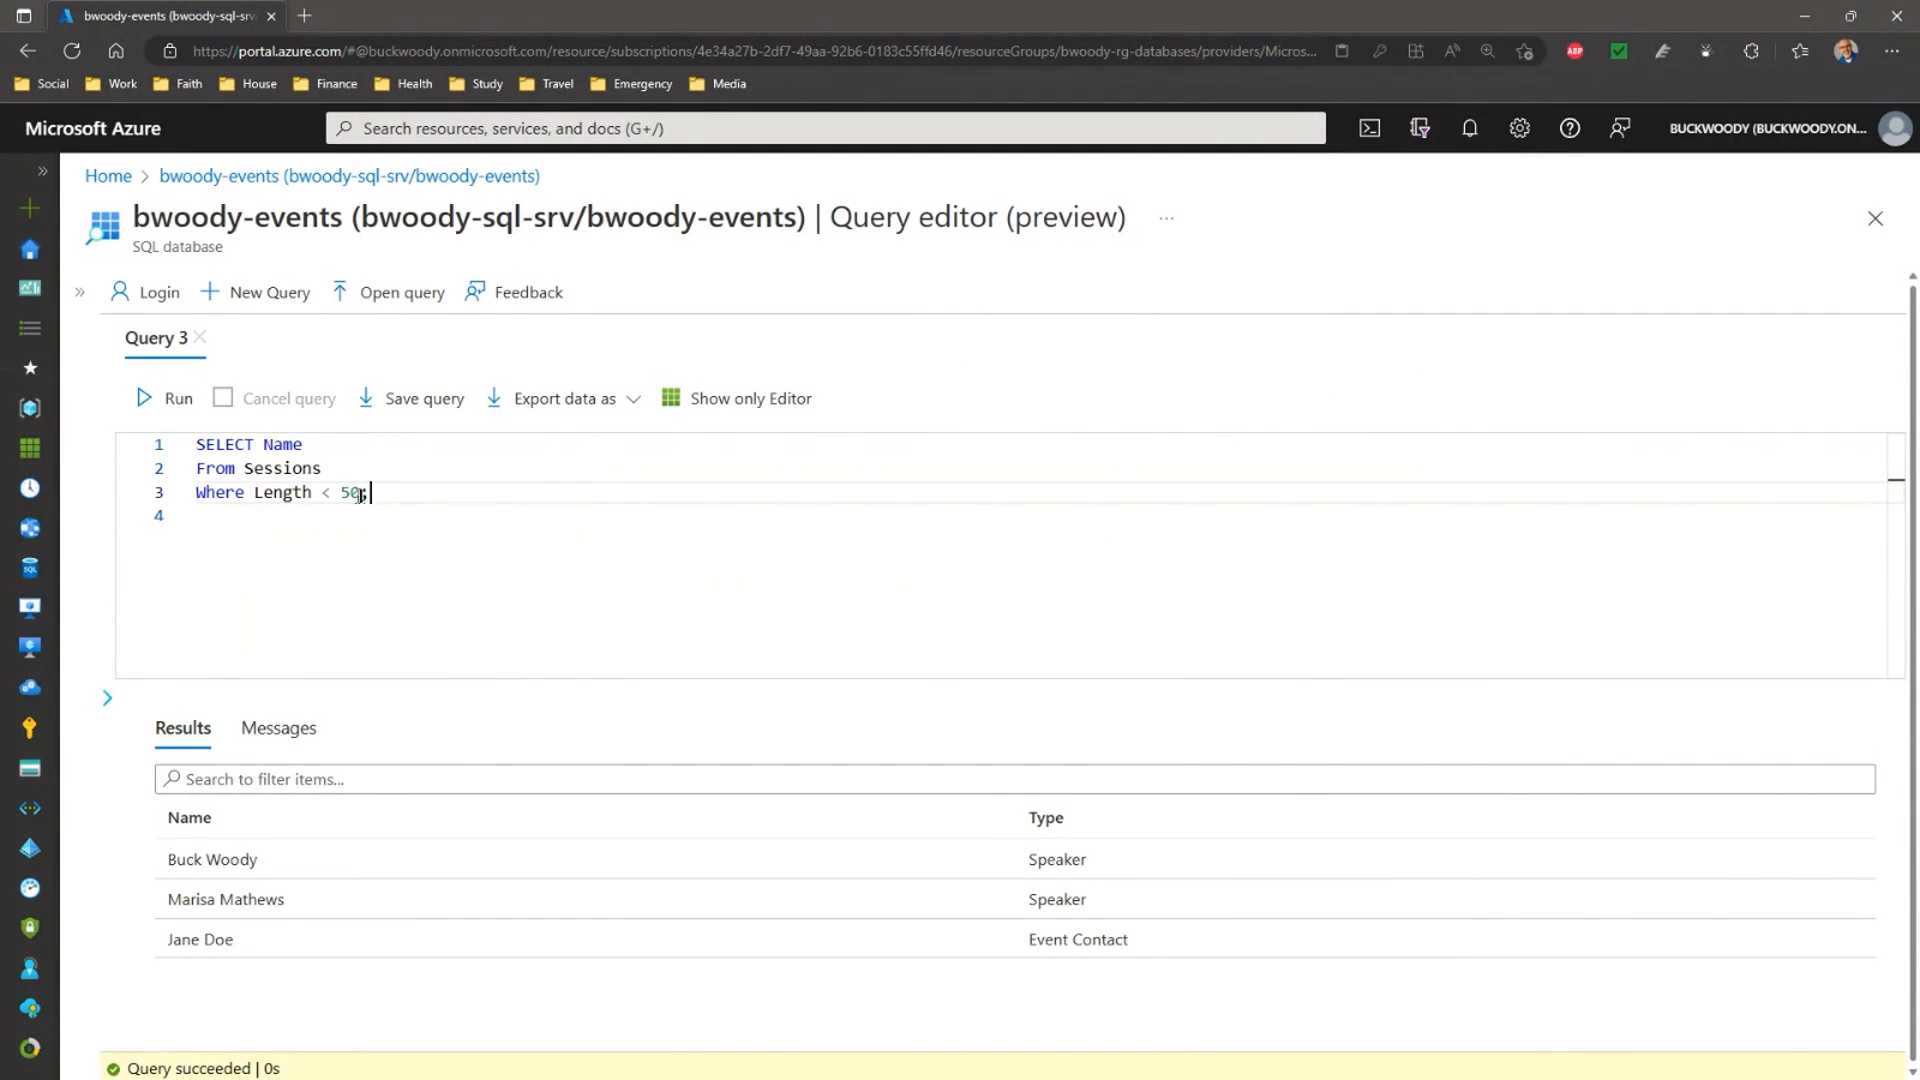 bwoody-events (bwoody-sql-srv
https://portal.azure.com/#@buckwoody.onmicrosoft.com/resource/subscriptions/4e34a27b-2df7-49aa-92b6-0183c55ffd46/resourceGroups/bwoody-rg-databases/providers/Micros...
ABP
Social Work Faith House Finance Health Study Travel Emergency Media
Microsoft Azure
Search resources, services, and docs (G+/)
BUCKWOODY (BUCKWOODY.ON...
Home > bwoody-events (bwoody-sql-srv/bwoody-events)
bwoody-events (bwoody-sql-srv/bwoody-events) | Query editor (preview) ...
SQL database
Login New Query Open query Feedback
Query 3
Run Cancel query Save query Export data as Show only Editor
1 SELECT Name
2 From Sessions
3 Where Length < 50;
4
SQL
Results Messages
Search to filter items...
Name Type
Buck Woody Speaker
Marisa Mathews Speaker
Jane Doe Event Contact
Query succeeded | 0s